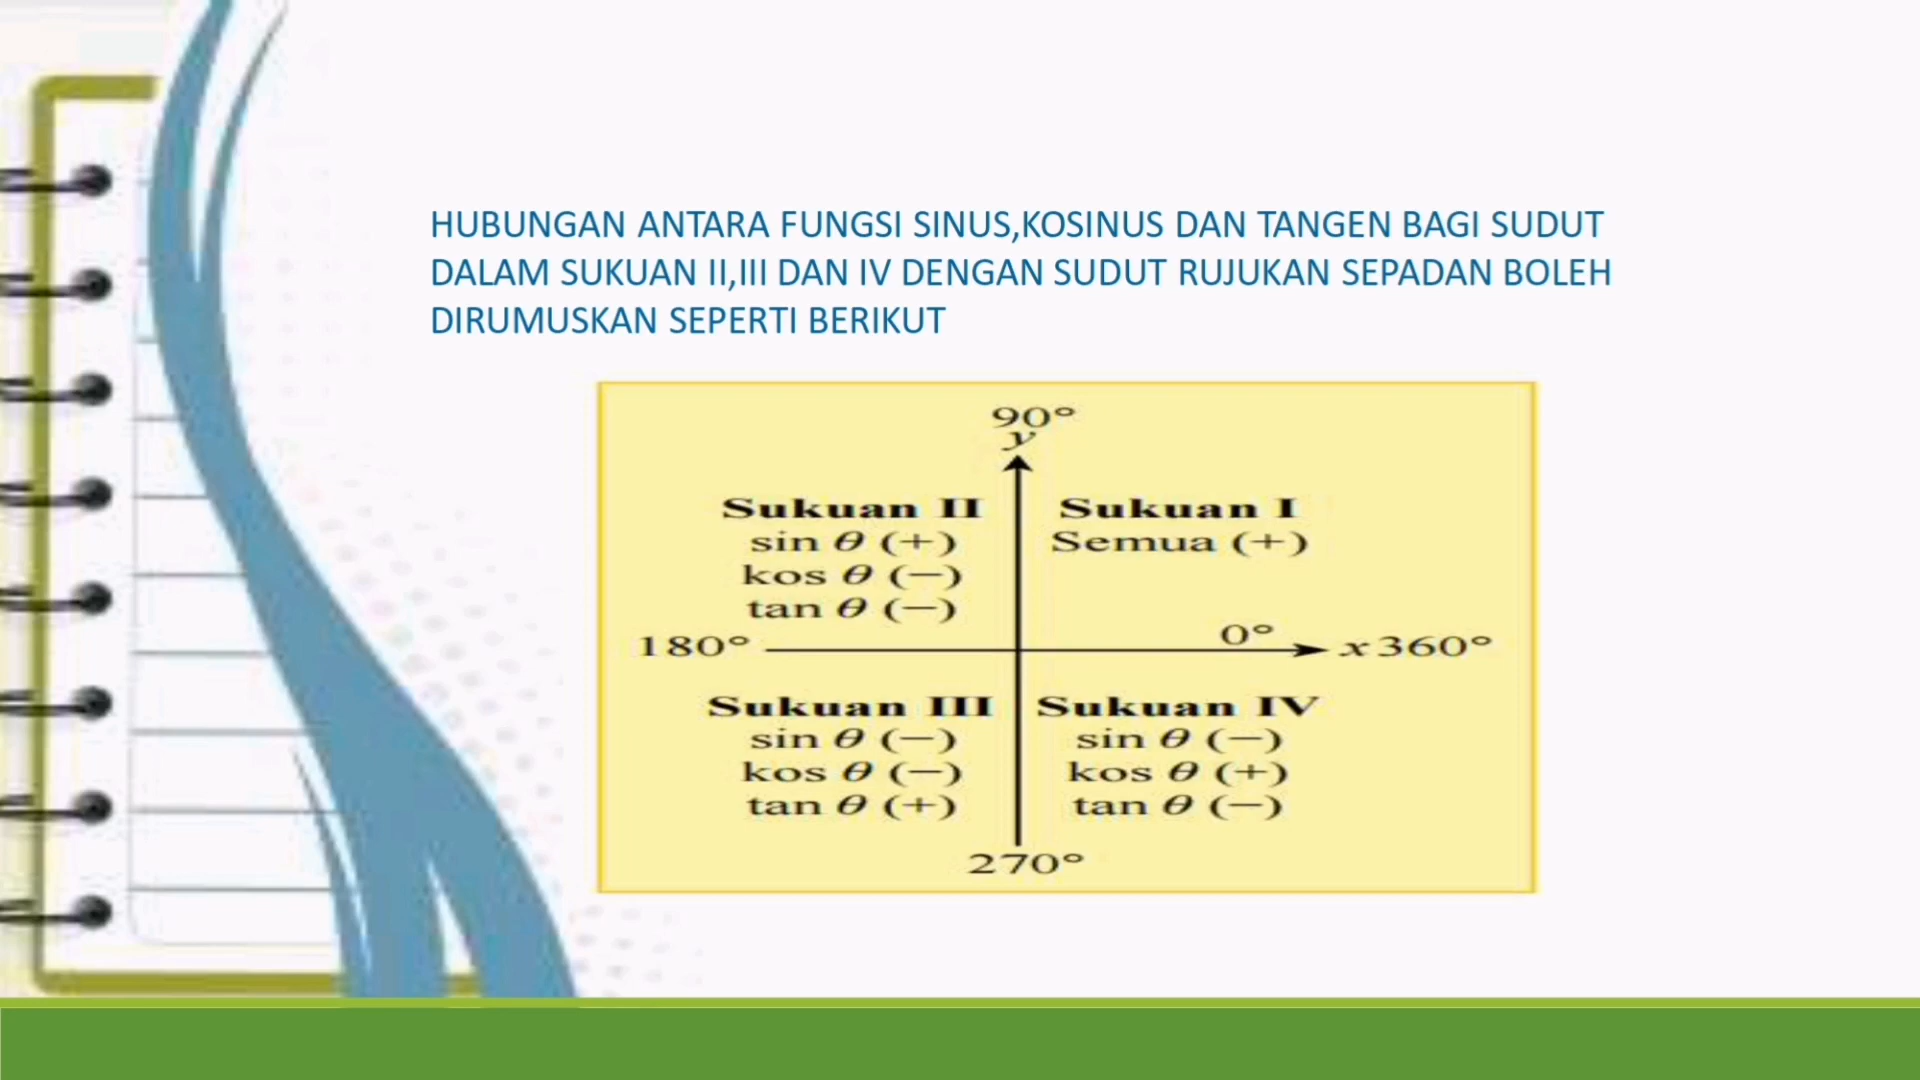 HUBUNGAN ANTARA FUNGSI SINUS,KOSINUS DAN TANGEN BAGI SUDUT
DALAM SUKUAN II,III DAN IV DENGAN SUDUT RUJUKAN SEPADAN BOLEH
DIRUMUSKAN SEPERTI BERIKUT
90°
y
Sukuan II
sin θ (+)
kos θ (−)
tan θ (−)
Sukuan I
Semua (+)
180°
0°
x 360°
Sukuan III
sin θ (−)
kos θ (−)
tan θ (+)
Sukuan IV
sin θ (−)
kos θ (+)
tan θ (−)
270°